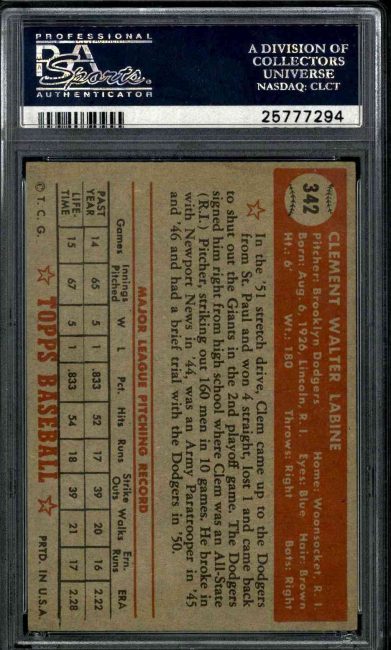 PROFESSIONAL
PSA
Sports
AUTHENTICATOR
A DIVISION OF
COLLECTORS
UNIVERSE
NASDAQ: CLCT
25777294
342
CLEMENT WALTER LABINE
Pitcher: Brooklyn Dodgers Home: Woonsocket, R. I.
Born: Aug. 6, 1926, Lincoln, R. I. Eyes: Blue Hair: Brown
Ht.: 6' Wt.: 180 Throws: Right Bats: Right
In the '51 stretch drive, Clem came up to the Dodgers
from St. Paul and won 4 straight, lost 1 and came back
to shut out the Giants in the 2nd playoff game. The Dodgers
signed him right from high school where Clem was an All-State
(R.I.) Pitcher, striking out 160 men in 10 games. He broke in
with Newport News in '44, was an Army Paratrooper in '45
and '46 and had a brief trial with the Dodgers in '50.
MAJOR LEAGUE PITCHING RECORD
Games Innings Pitched W L Pct. Hits Runs Strike Outs Walks Ern. Runs ERA
PAST YEAR 14 65 5 1 .833 52 17 39 20 16 2.22
LIFE-TIME 15 67 5 1 .833 54 18 39 21 17 2.28
© T. C. G. TOPPS BASEBALL PRTD. IN U.S.A.